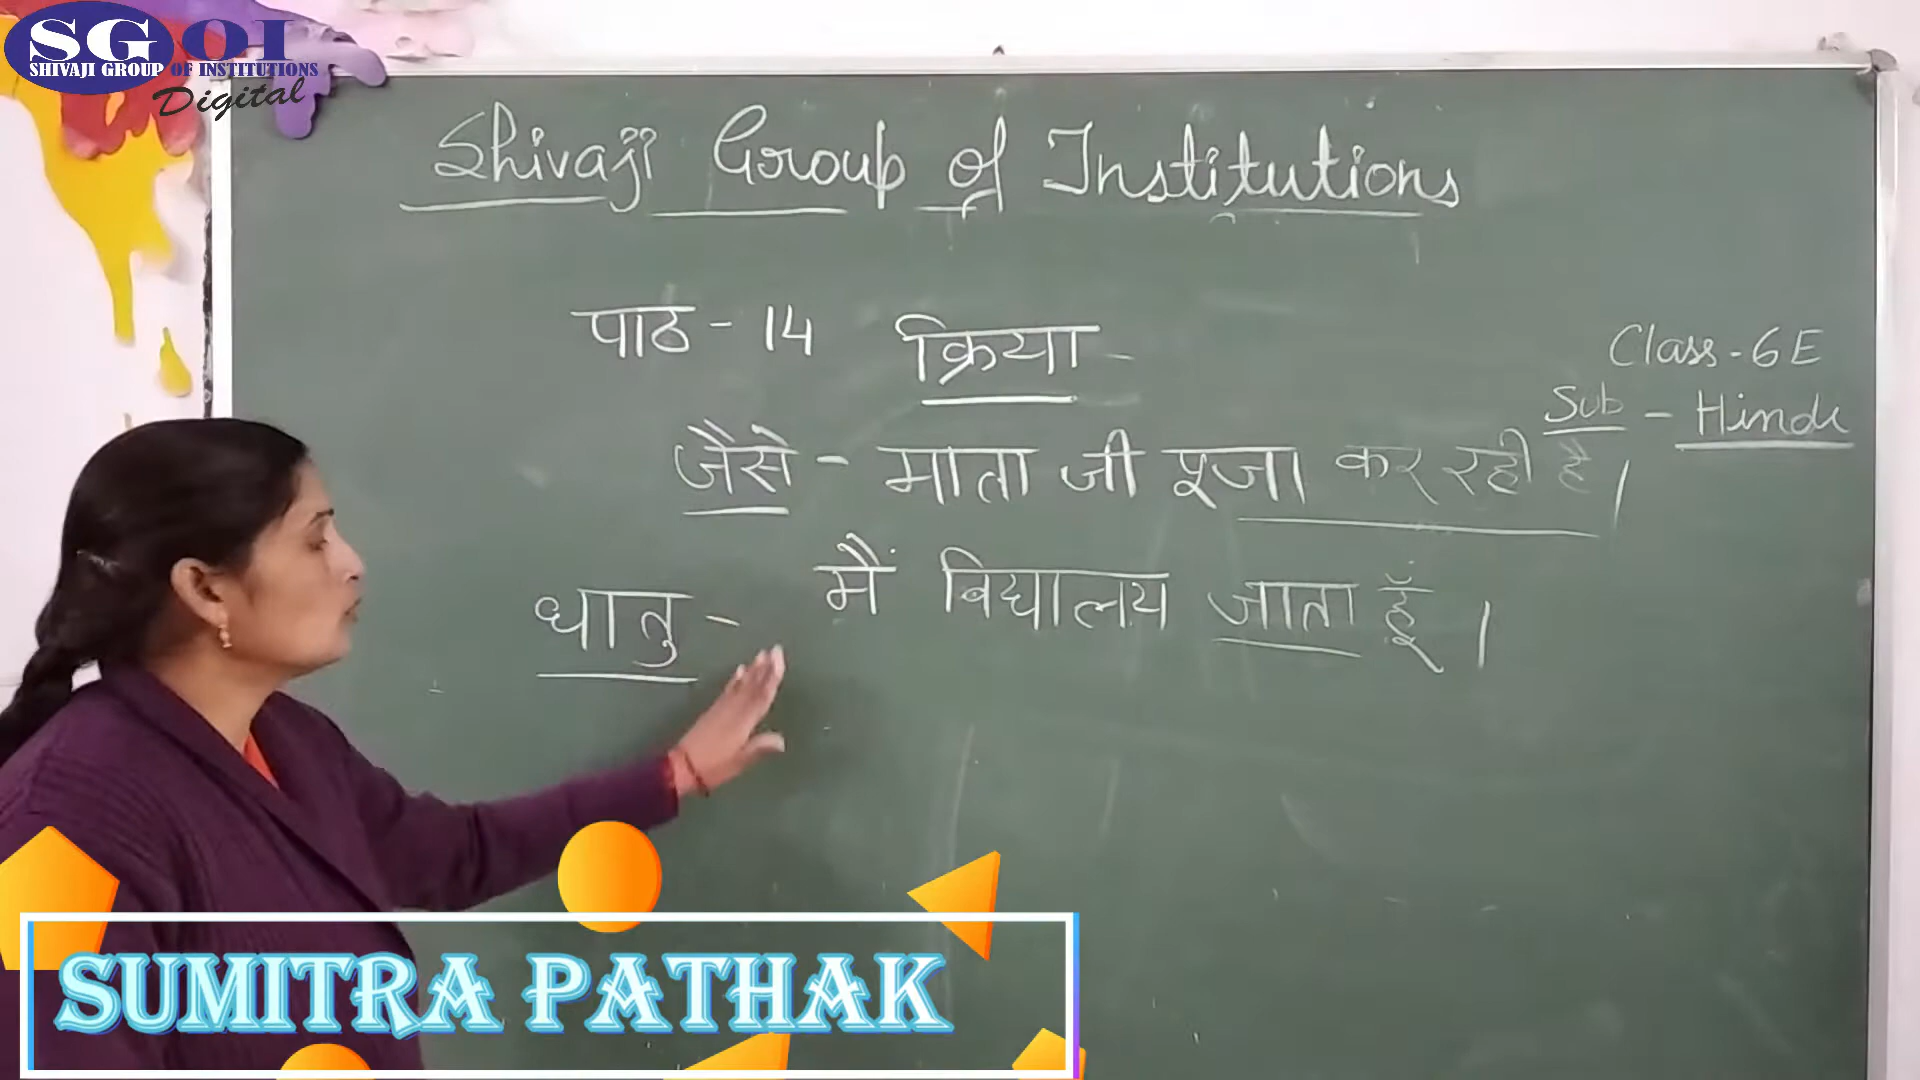 SGOI
SHIVAJI GROUP OF INSTITUTIONS
Digital
Shivaji Group of Institutions
पाठ - 14 क्रिया -
Class - 6 E
Sub - Hindi
जैसे - माता जी पूजा कर रही है।
मैं विद्यालय जाता हूँ।
धातु -
SUMITRA PATHAK